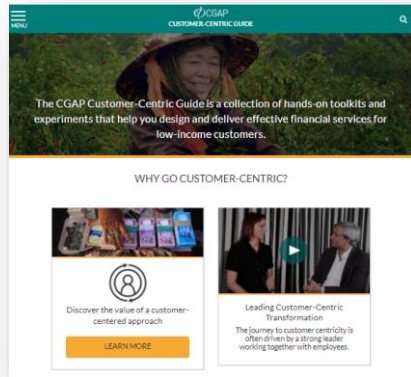 MENU
CGAP
CUSTOMER-CENTRIC GUIDE
The CGAP Customer-Centric Guide is a collection of hands-on toolkits and
experiments that help you design and deliver effective financial services for
low-income customers.
WHY GO CUSTOMER-CENTRIC?
Discover the value of a customer-
centered approach
LEARN MORE
Leading Customer-Centric
Transformation
The journey to customer centricity is
often driven by a strong leader
working together with employees.